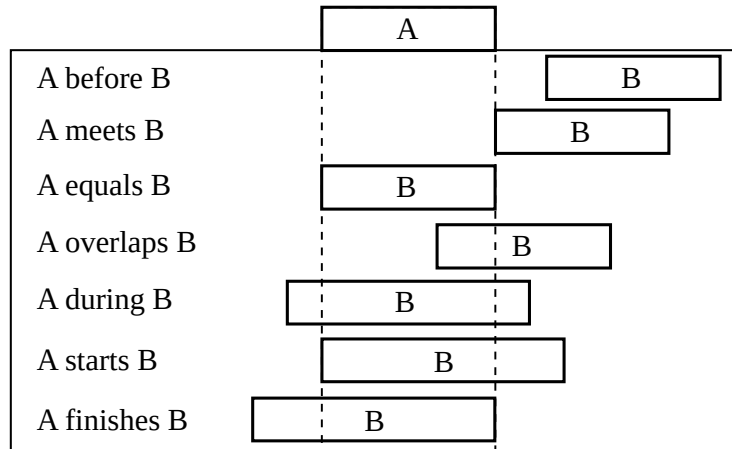 A
A before B B
A meets B B
A equals B B
A overlaps B B
A during B B
A starts B B
A finishes B B